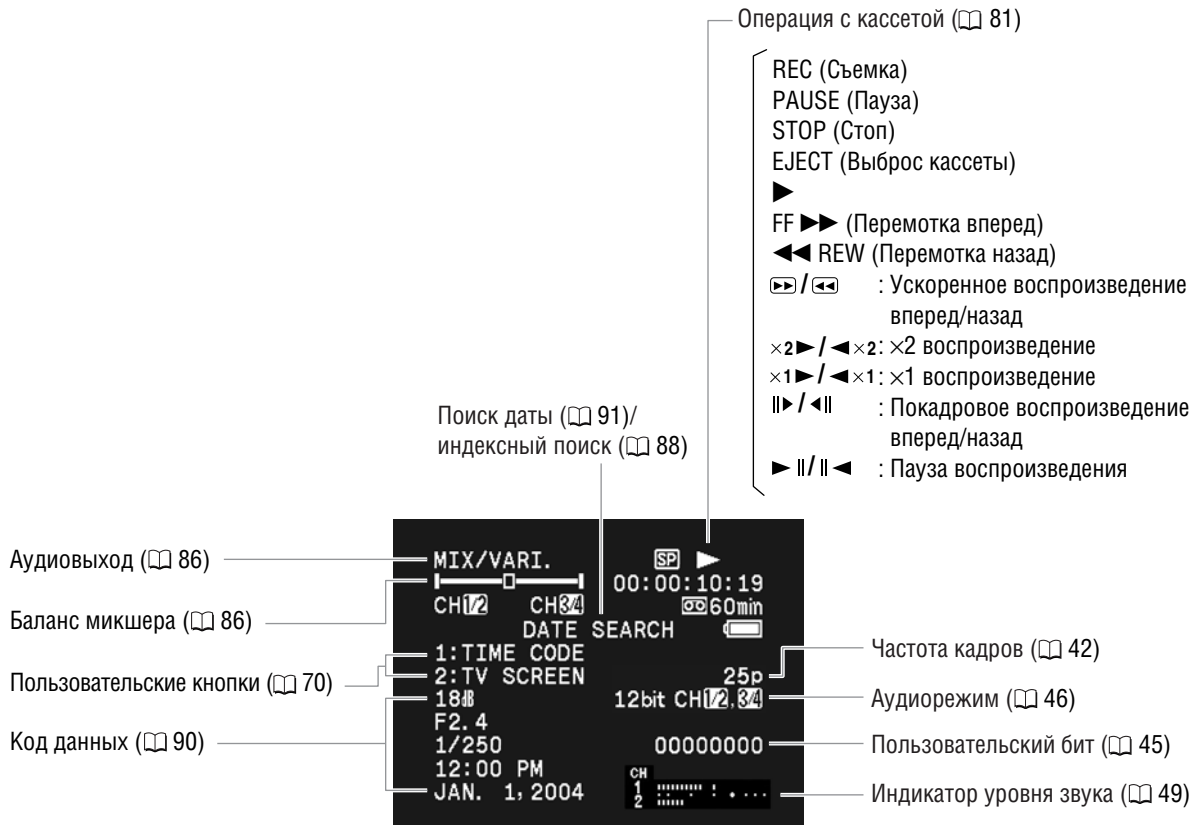 Операция с кассетой (81)
REC (Съемка)
PAUSE (Пауза)
STOP (Стоп)
EJECT (Выброс кассеты)
▶
FF ▶▶ (Перемотка вперед)
◀◀ REW (Перемотка назад)
▶▶/◀◀ : Ускоренное воспроизведение
вперед/назад
×2▶/◀×2: ×2 воспроизведение
×1▶/◀×1: ×1 воспроизведение
II▶/◀II : Покадровое воспроизведение
вперед/назад
▶II/II◀ : Пауза воспроизведения
Поиск даты (91)/
индексный поиск (88)
Аудиовыход (86)
Баланс микшера (86)
Пользовательские кнопки (70)
Код данных (90)
MIX/VARI.
SP ▶
00:00:10:19
CH1/2 CH3/4
60min
DATE SEARCH
1:TIME CODE
2:TV SCREEN
25p
18dB
12bit CH1/2,3/4
F2.4
1/250
00000000
12:00 PM
JAN. 1,2004
CH
1
2
Частота кадров (42)
Аудиорежим (46)
Пользовательский бит (45)
Индикатор уровня звука (49)